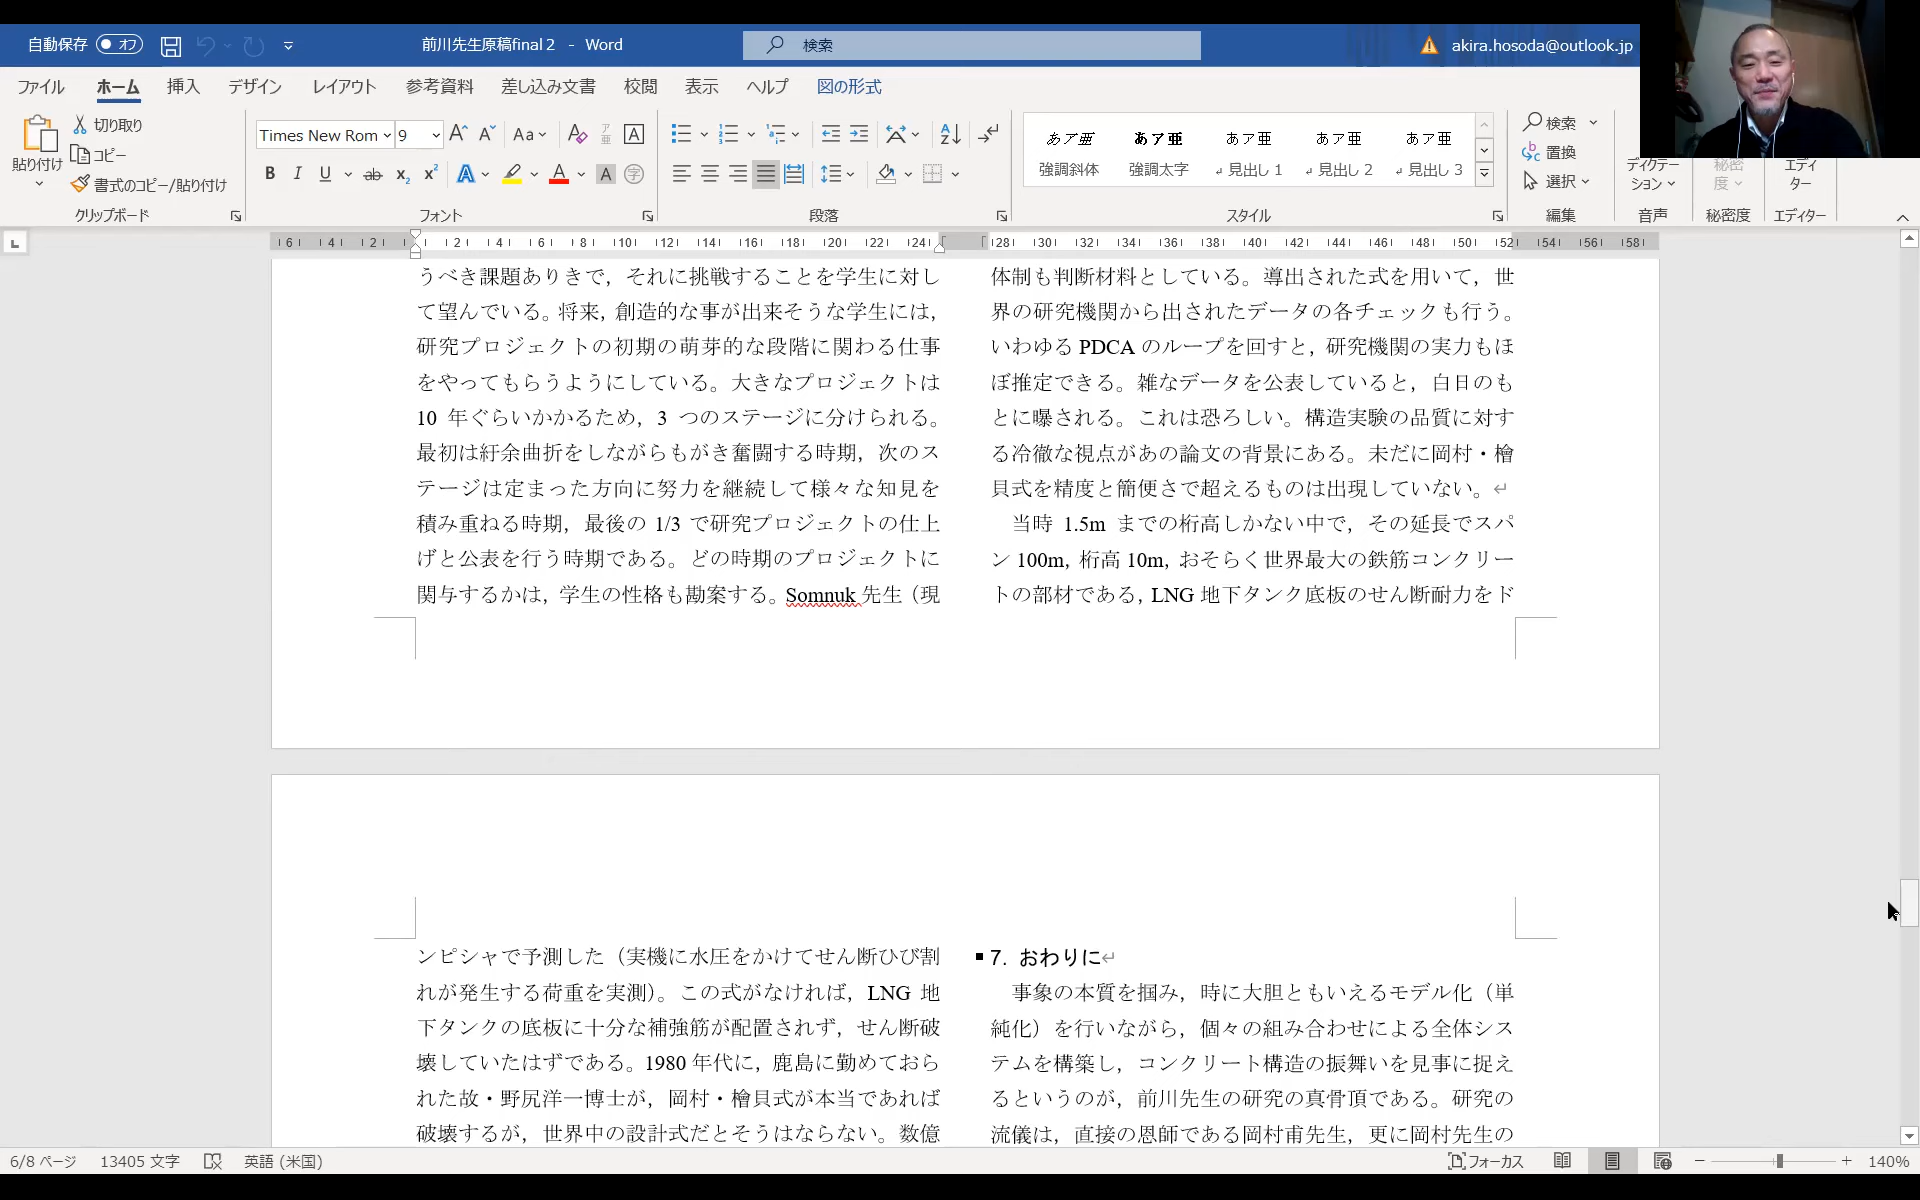 自動保存 オフ 前川先生原稿final 2 - Word 検索 akira.hosoda@outlook.jp
ファイル ホーム 挿入 デザイン レイアウト 参考資料 差し込み文書 校閲 表示 ヘルプ 図の形式
貼り付け
切り取り
コピー
書式のコピー/貼り付け
クリップボード
Times New Rom 9
フォント
段落
あア亜 あア亜 あア亜 あア亜 あア亜
強調斜体 強調太字 見出し 1 見出し 2 見出し 3
スタイル
検索
置換
選択
編集
ディクテー
ション
音声
秘密
度
秘密度
エディ
ター
エディター
6 4 2 2 4 6 8 10 12 14 16 18 20 22 24 28 30 32 34 36 38 40 42 44 46 48 50 52 54 56 58
うべき課題ありきで，それに挑戦することを学生に対し
て望んでいる。将来，創造的な事が出来そうな学生には，
研究プロジェクトの初期の萌芽的な段階に関わる仕事
をやってもらうようにしている。大きなプロジェクトは
10 年ぐらいかかるため，3 つのステージに分けられる。
最初は紆余曲折をしながらもがき奮闘する時期，次のス
テージは定まった方向に努力を継続して様々な知見を
積み重ねる時期，最後の 1/3 で研究プロジェクトの仕上
げと公表を行う時期である。どの時期のプロジェクトに
関与するかは，学生の性格も勘案する。Somnuk 先生（現
体制も判断材料としている。導出された式を用いて，世
界の研究機関から出されたデータの各チェックも行う。
いわゆる PDCA のループを回すと，研究機関の実力もほ
ぼ推定できる。雑なデータを公表していると，白日のも
とに曝される。これは恐ろしい。構造実験の品質に対す
る冷徹な視点があの論文の背景にある。未だに岡村・檜
貝式を精度と簡便さで超えるものは出現していない。
当時 1.5m までの桁高しかない中で，その延長でスパ
ン 100m，桁高 10m，おそらく世界最大の鉄筋コンクリー
トの部材である，LNG 地下タンク底板のせん断耐力をド
ンピシャで予測した（実機に水圧をかけてせん断ひび割
れが発生する荷重を実測）。この式がなければ，LNG 地
下タンクの底板に十分な補強筋が配置されず，せん断破
壊していたはずである。1980 年代に，鹿島に勤めておら
れた故・野尻洋一博士が，岡村・檜貝式が本当であれば
破壊するが，世界中の設計式だとそうはならない。数億
7. おわりに
事象の本質を掴み，時に大胆ともいえるモデル化（単
純化）を行いながら，個々の組み合わせによる全体シス
テムを構築し，コンクリート構造の振舞いを見事に捉え
るというのが，前川先生の研究の真骨頂である。研究の
流儀は，直接の恩師である岡村甫先生，更に岡村先生の
6/8 ページ 13405 文字 英語 (米国) フォーカス 140%